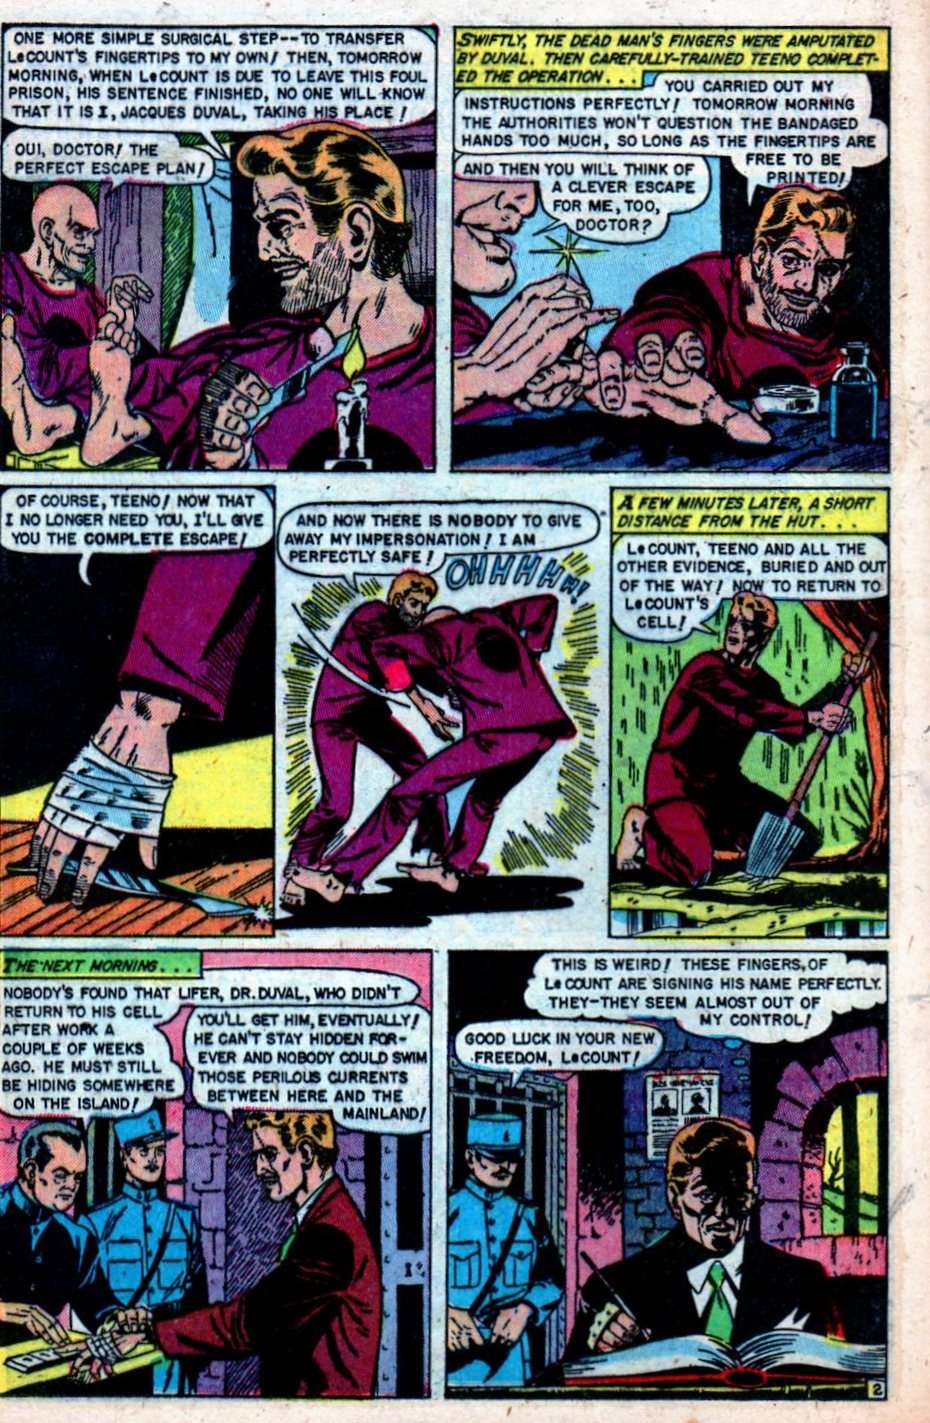 ONE MORE SIMPLE SURGICAL STEP--TO TRANSFER
LeCOUNT'S FINGERTIPS TO MY OWN! THEN, TOMORROW
MORNING, WHEN LeCOUNT IS DUE TO LEAVE THIS FOUL
PRISON, HIS SENTENCE FINISHED, NO ONE WILL KNOW
THAT IT IS I, JACQUES DUVAL, TAKING HIS PLACE!
OUI, DOCTOR! THE
PERFECT ESCAPE PLAN!
SWIFTLY, THE DEAD MAN'S FINGERS WERE AMPUTATED
BY DUVAL. THEN CAREFULLY-TRAINED TEENO COMPLET-
ED THE OPERATION...
YOU CARRIED OUT MY
INSTRUCTIONS PERFECTLY! TOMORROW MORNING
THE AUTHORITIES WON'T QUESTION THE BANDAGED
HANDS TOO MUCH, SO LONG AS THE FINGERTIPS ARE
FREE TO BE
PRINTED!
AND THEN YOU WILL THINK OF
A CLEVER ESCAPE
FOR ME, TOO,
DOCTOR?
OF COURSE, TEENO! NOW THAT
I NO LONGER NEED YOU, I'LL GIVE
YOU THE COMPLETE ESCAPE!
AND NOW THERE IS NOBODY TO GIVE
AWAY MY IMPERSONATION! I AM
PERFECTLY SAFE!
OHHHHHH!
A FEW MINUTES LATER, A SHORT
DISTANCE FROM THE HUT...
LeCOUNT, TEENO AND ALL THE
OTHER EVIDENCE, BURIED AND OUT
OF THE WAY! NOW TO RETURN TO
LeCOUNT'S
CELL!
THE NEXT MORNING...
NOBODY'S FOUND THAT LIFER, DR. DUVAL, WHO DIDN'T
RETURN TO HIS CELL
AFTER WORK A
COUPLE OF WEEKS
AGO. HE MUST STILL
BE HIDING SOMEWHERE
ON THE ISLAND!
YOU'LL GET HIM, EVENTUALLY!
HE CAN'T STAY HIDDEN FOR-
EVER AND NOBODY COULD SWIM
THOSE PERILOUS CURRENTS
BETWEEN HERE AND THE
MAINLAND!
THIS IS WEIRD! THESE FINGERS, OF
LeCOUNT ARE SIGNING HIS NAME PERFECTLY.
THEY-THEY SEEM ALMOST OUT OF
MY CONTROL!
GOOD LUCK IN YOUR NEW
FREEDOM, LeCOUNT!
2